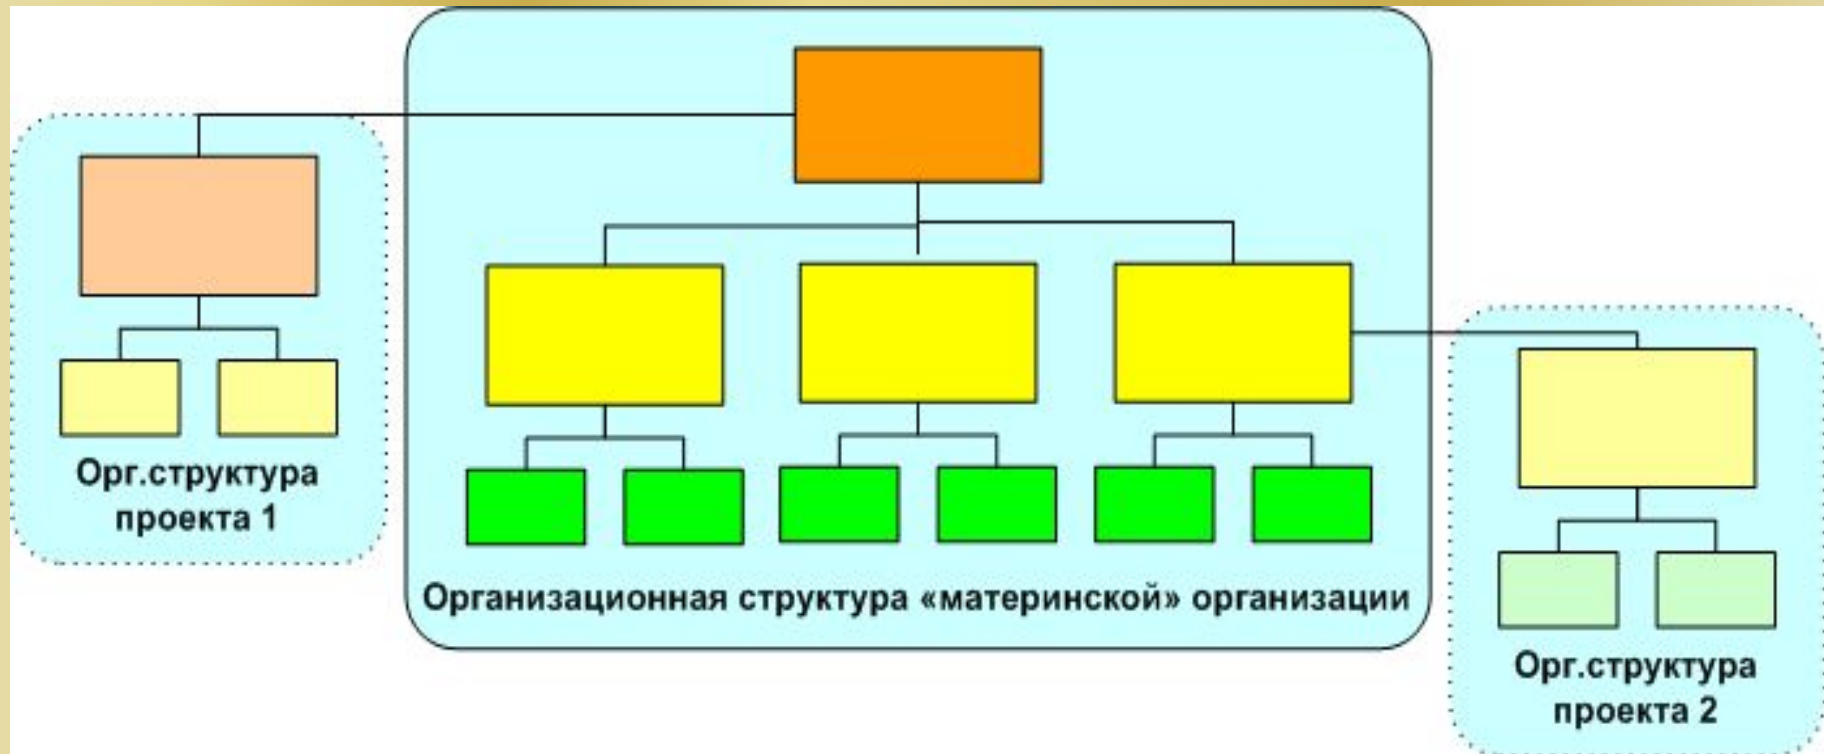 Орг.структура
проекта 1
Организационная структура «материнской» организации
Орг.структура
проекта 2